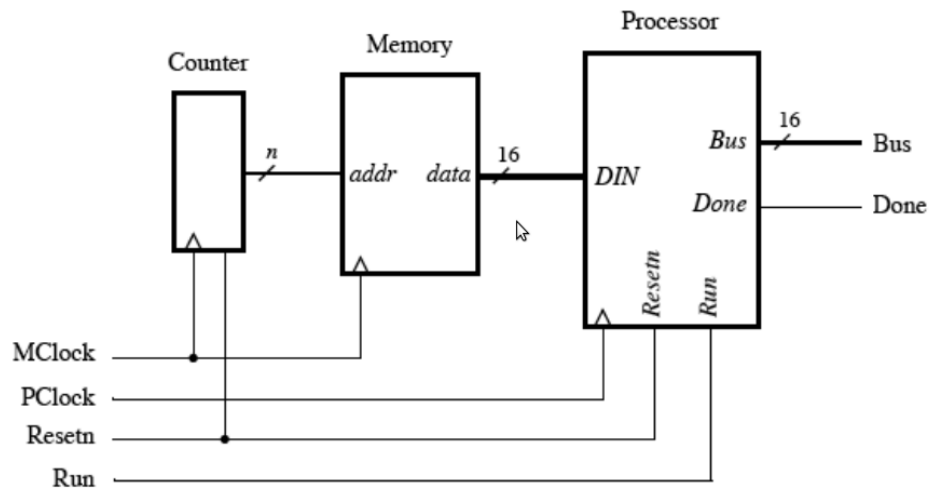 Processor
Memory
Counter
16
Bus
Bus
n
16
addr
data
DIN
Done
Done
Resetn
Run
MClock
PClock
Resetn
Run